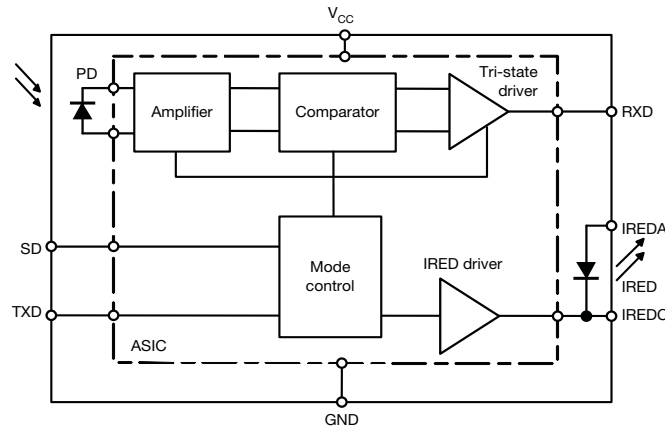 VCC
PD
Tri-state
driver
Amplifier
Comparator
RXD
IREDA
SD
Mode
control
IRED driver
IRED
TXD
IREDC
ASIC
GND